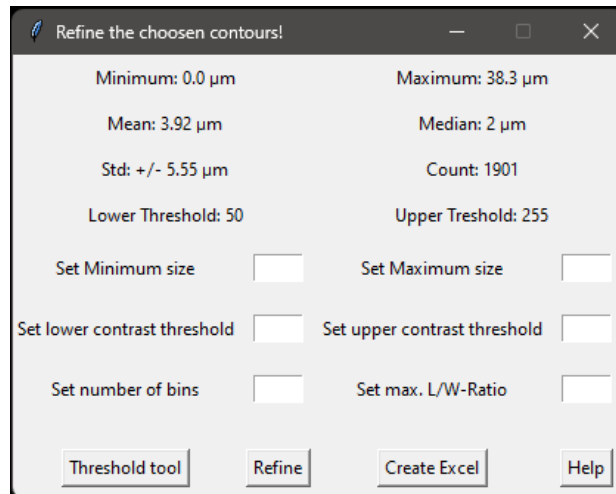 Refine the choosen contours!
Minimum: 0.0 µm Maximum: 38.3 µm
Mean: 3.92 µm Median: 2 µm
Std: +/- 5.55 µm Count: 1901
Lower Threshold: 50 Upper Treshold: 255
Set Minimum size Set Maximum size
Set lower contrast threshold Set upper contrast threshold
Set number of bins Set max. L/W-Ratio
Threshold tool Refine Create Excel Help